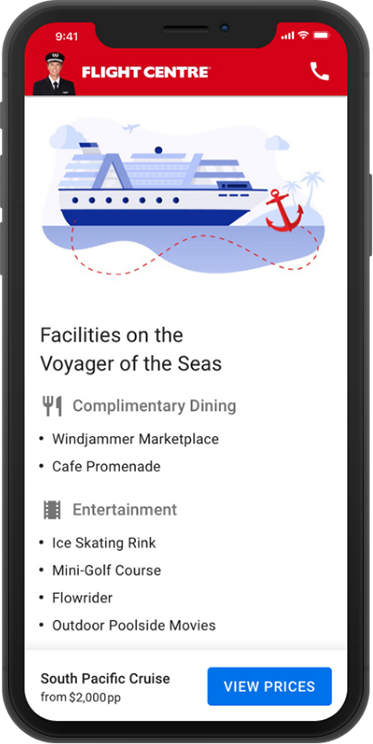 9:41
FLIGHT CENTRE
Facilities on the
Voyager of the Seas
Complimentary Dining
• Windjammer Marketplace
• Cafe Promenade
Entertainment
• Ice Skating Rink
• Mini-Golf Course
• Flowrider
• Outdoor Poolside Movies
South Pacific Cruise
from $2,000pp
VIEW PRICES